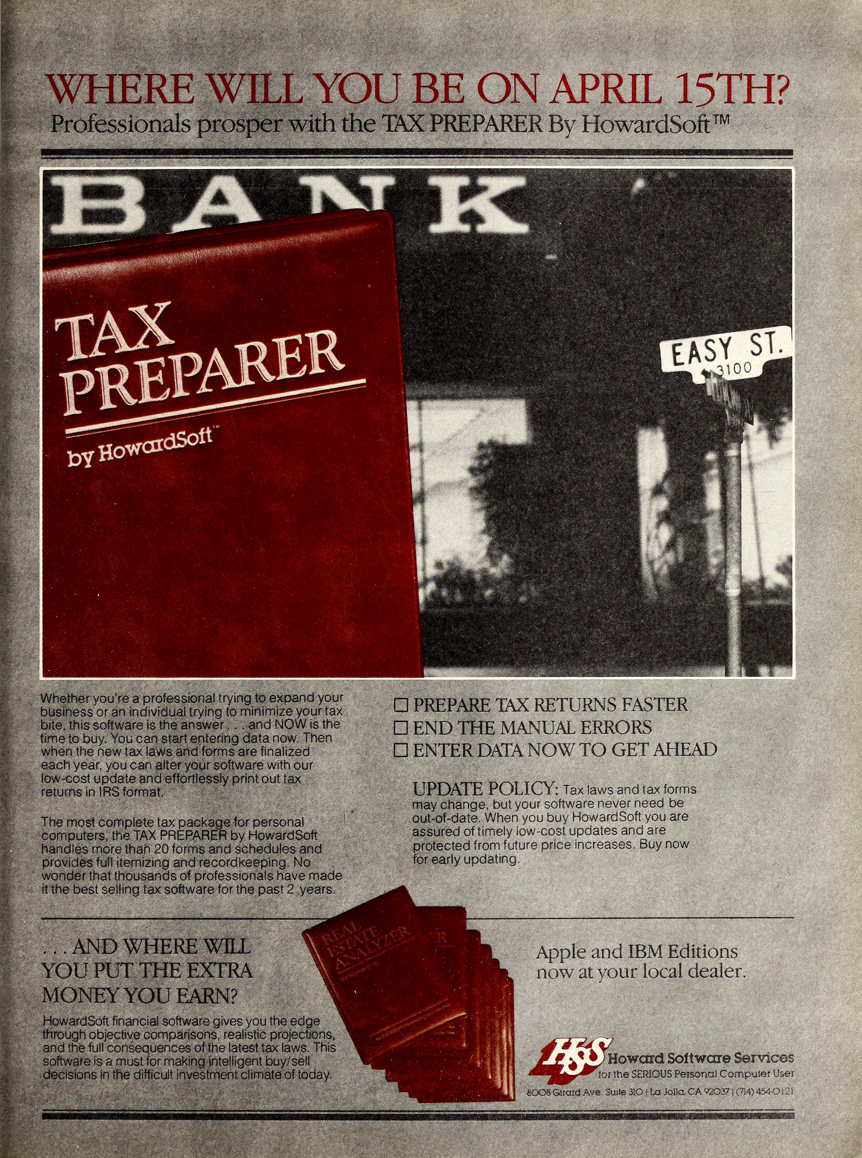 WHERE WILL YOU BE ON APRIL 15TH?
Professionals prosper with the TAX PREPARER By HowardSoft™
BANK
TAX
PREPARER
by HowardSoft™
EASY ST.
3100
Whether you're a professional trying to expand your
business or an individual trying to minimize your tax
bite, this software is the answer . . . and NOW is the
time to buy. You can start entering data now. Then
when the new tax laws and forms are finalized
each year, you can alter your software with our
low-cost update and effortlessly print out tax
returns in IRS format.
The most complete tax package for personal
computers, the TAX PREPARER by HowardSoft
handles more than 20 forms and schedules and
provides full itemizing and recordkeeping. No
wonder that thousands of professionals have made
it the best selling tax software for the past 2 years.
☐ PREPARE TAX RETURNS FASTER
☐ END THE MANUAL ERRORS
☐ ENTER DATA NOW TO GET AHEAD
UPDATE POLICY: Tax laws and tax forms
may change, but your software never need be
out-of-date. When you buy HowardSoft you are
assured of timely low-cost updates and are
protected from future price increases. Buy now
for early updating.
. . . AND WHERE WILL
YOU PUT THE EXTRA
MONEY YOU EARN?
HowardSoft financial software gives you the edge
through objective comparisons, realistic projections,
and the full consequences of the latest tax laws. This
software is a must for making intelligent buy/sell
decisions in the difficult investment climate of today.
REAL
ESTATE
ANALYZER
Apple and IBM Editions
now at your local dealer.
HSS
Howard Software Services
for the SERIOUS Personal Computer User
8008 Girard Ave. Suite 310 | La Jolla, CA 92037 | (714) 454-0121